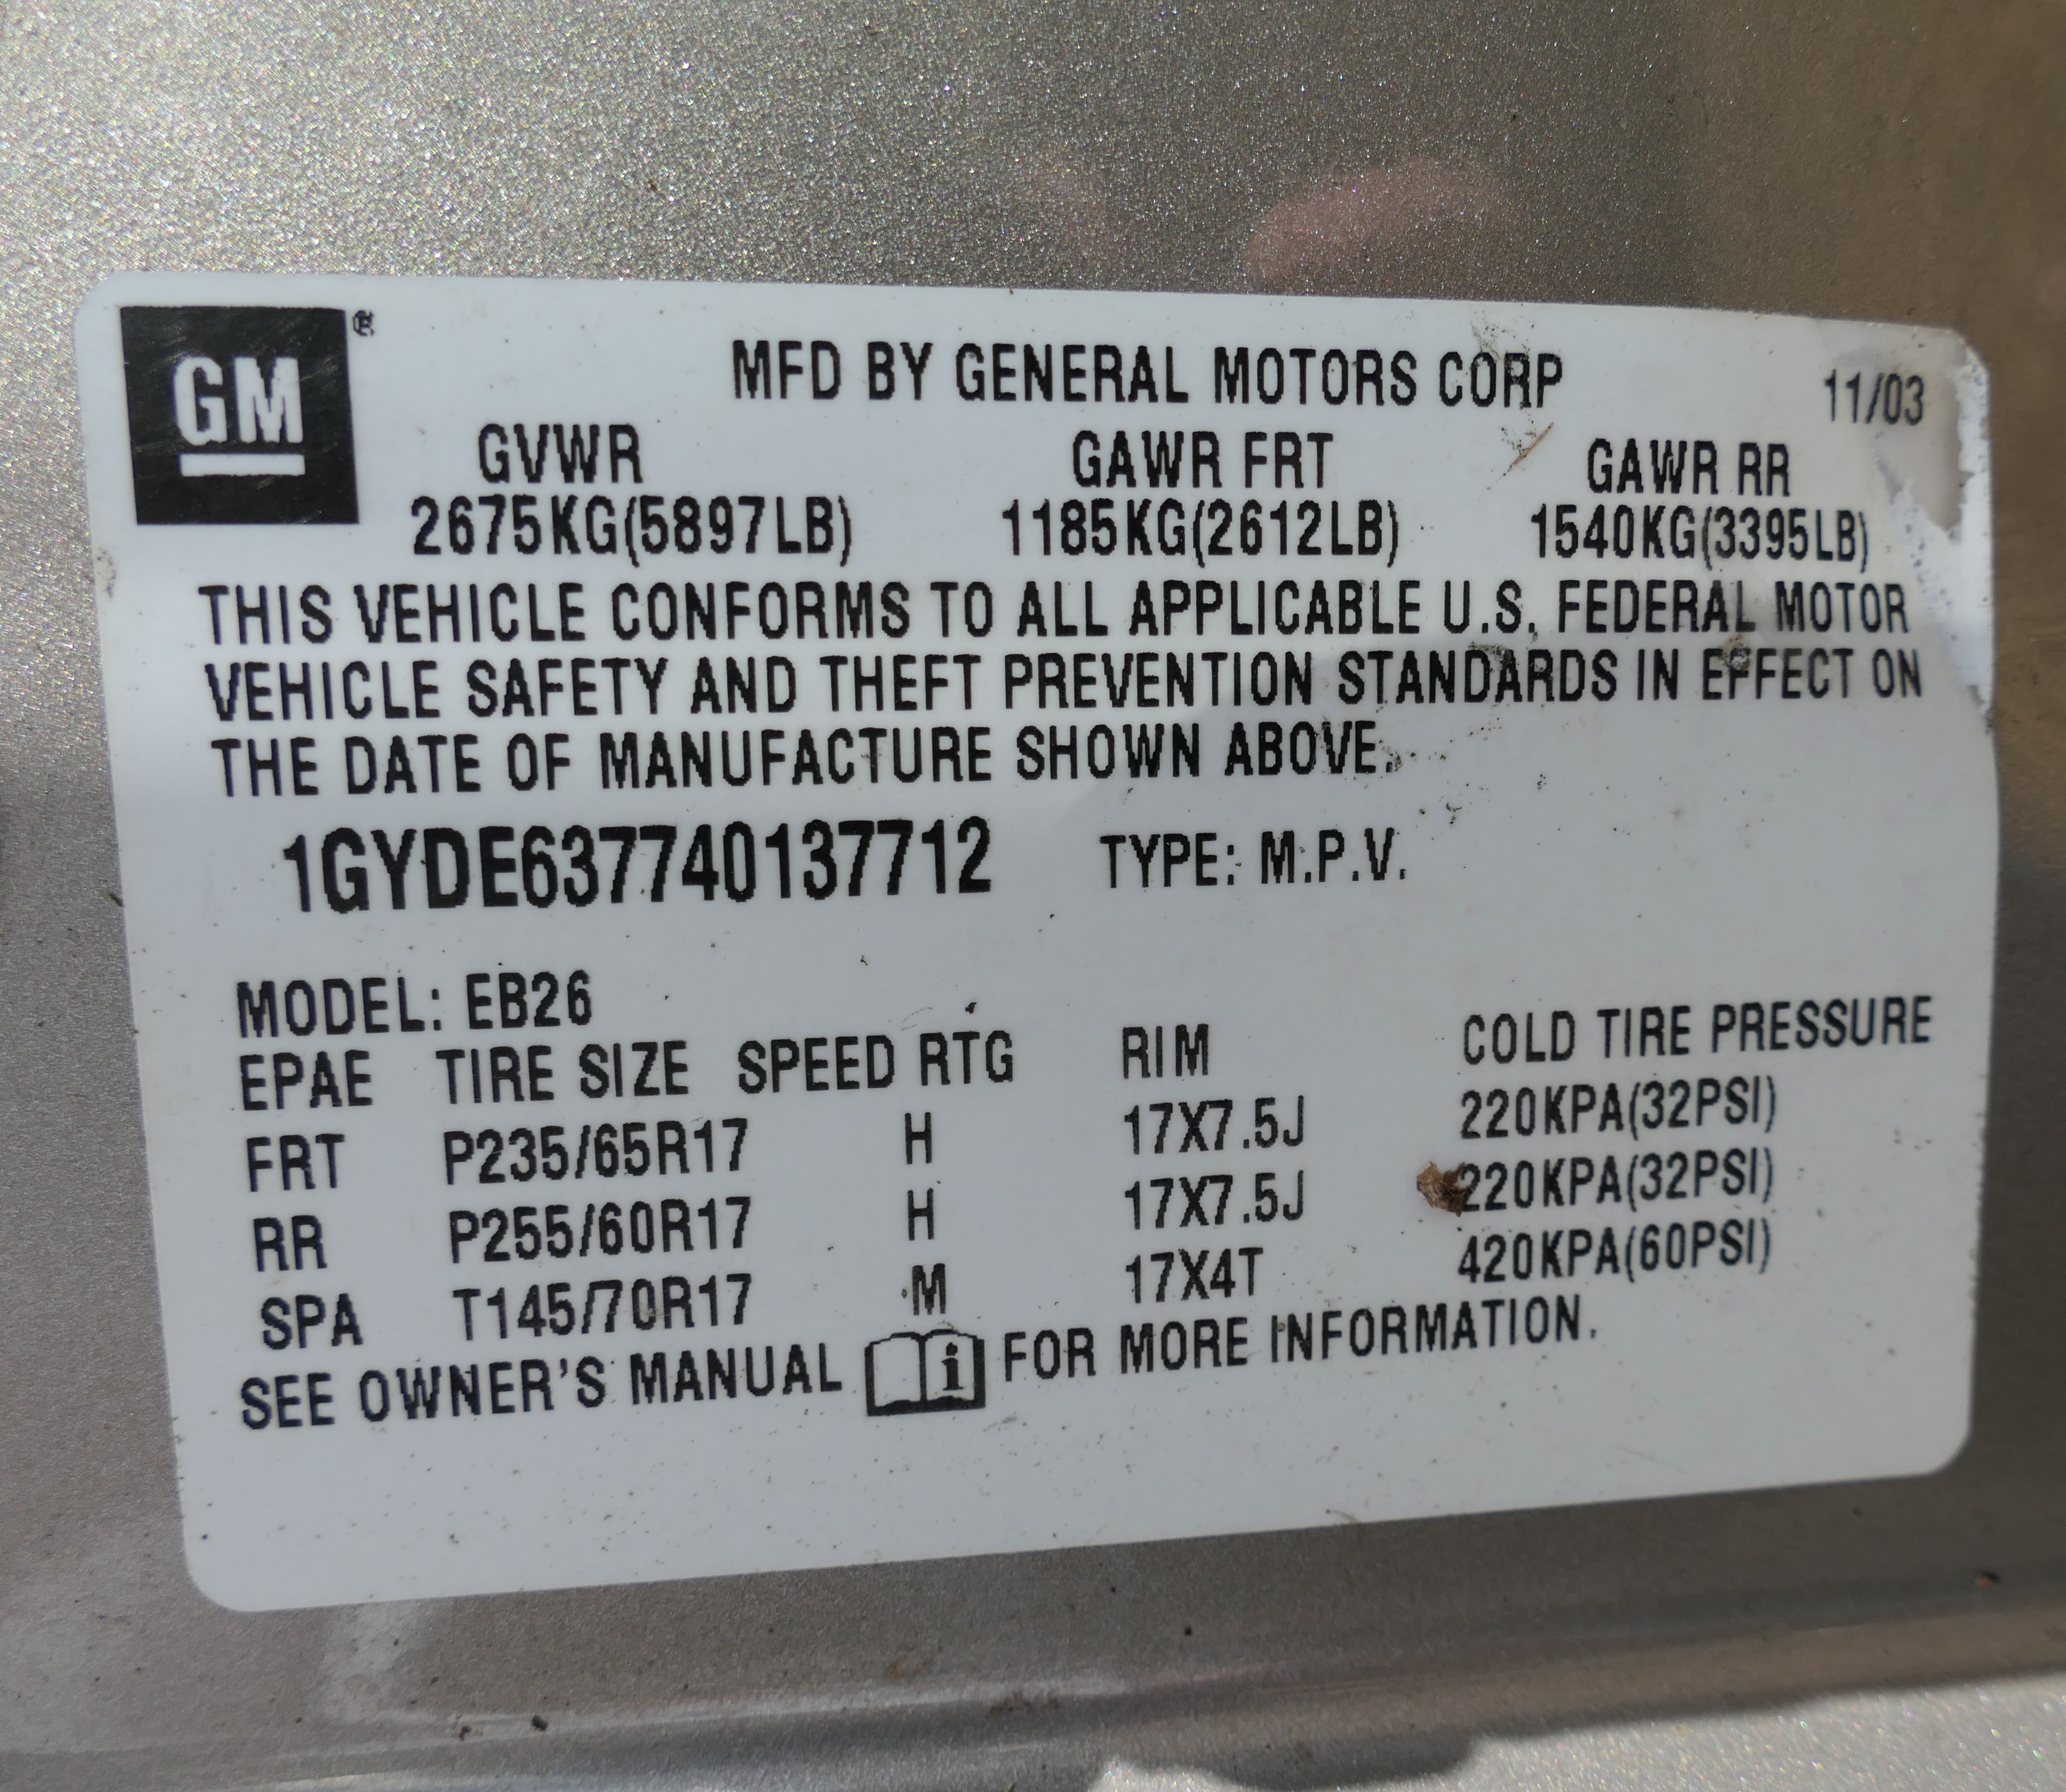 GM ®
MFD BY GENERAL MOTORS CORP 11/03
GVWR GAWR FRT GAWR RR
2675KG(5897LB) 1185KG(2612LB) 1540KG(3395LB)
THIS VEHICLE CONFORMS TO ALL APPLICABLE U.S. FEDERAL MOTOR
VEHICLE SAFETY AND THEFT PREVENTION STANDARDS IN EFFECT ON
THE DATE OF MANUFACTURE SHOWN ABOVE.
1GYDE637740137712 TYPE: M.P.V.
MODEL: EB26
EPAE TIRE SIZE SPEED RTG RIM COLD TIRE PRESSURE
FRT P235/65R17 H 17X7.5J 220KPA(32PSI)
RR P255/60R17 H 17X7.5J 220KPA(32PSI)
SPA T145/70R17 M 17X4T 420KPA(60PSI)
SEE OWNER'S MANUAL i FOR MORE INFORMATION.